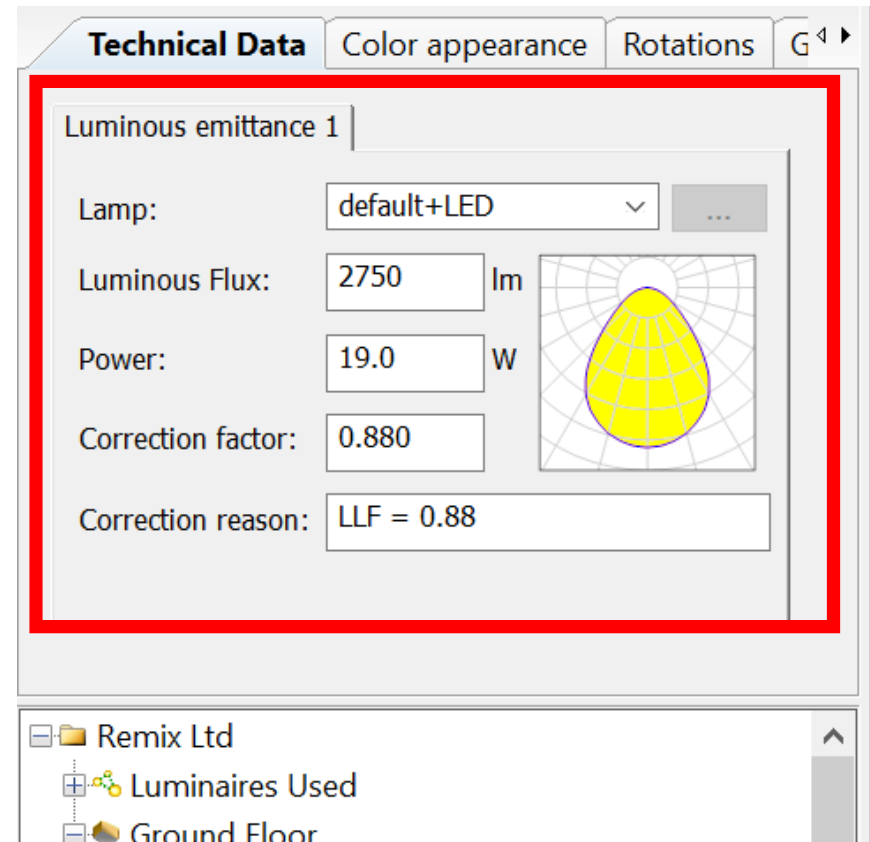 Technical Data Color appearance Rotations G
Luminous emittance 1
Lamp: default+LED ...
Luminous Flux: 2750 lm
Power: 19.0 W
Correction factor: 0.880
Correction reason: LLF = 0.88
Remix Ltd
Luminaires Used
Ground Floor